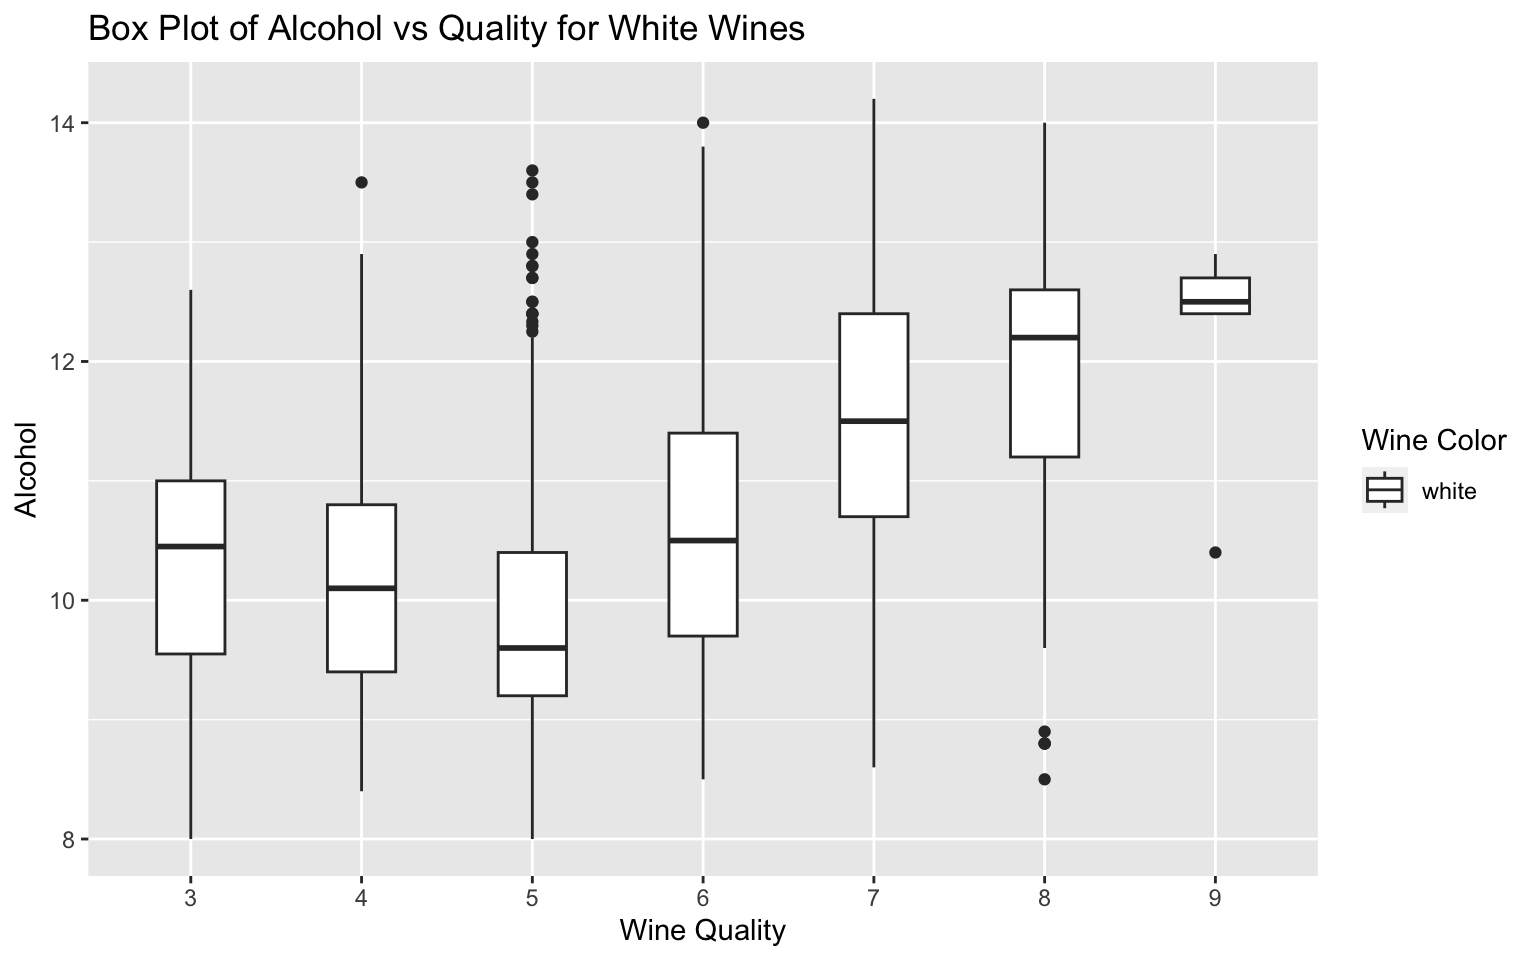 Box Plot of Alcohol vs Quality for White Wines
14
12
10
8
Alcohol
3 4 5 6 7 8 9
Wine Quality
Wine Color
white